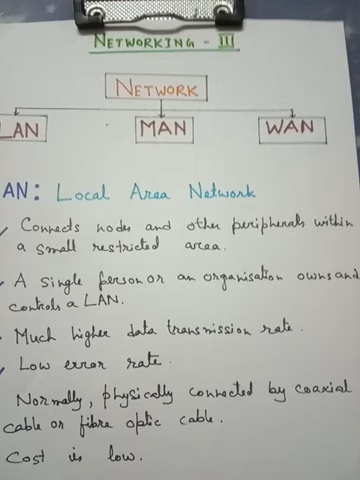 NETWORKING - III
NETWORK
LAN MAN WAN
AN: Local Area Network
Connects nodes and other peripherals within
a small restricted area.
A single person or an organisation owns and
controls a LAN.
Much higher data transmission rate.
Low error rate.
Normally, physically connected by coaxial
cable or fibre optic cable.
Cost is low.